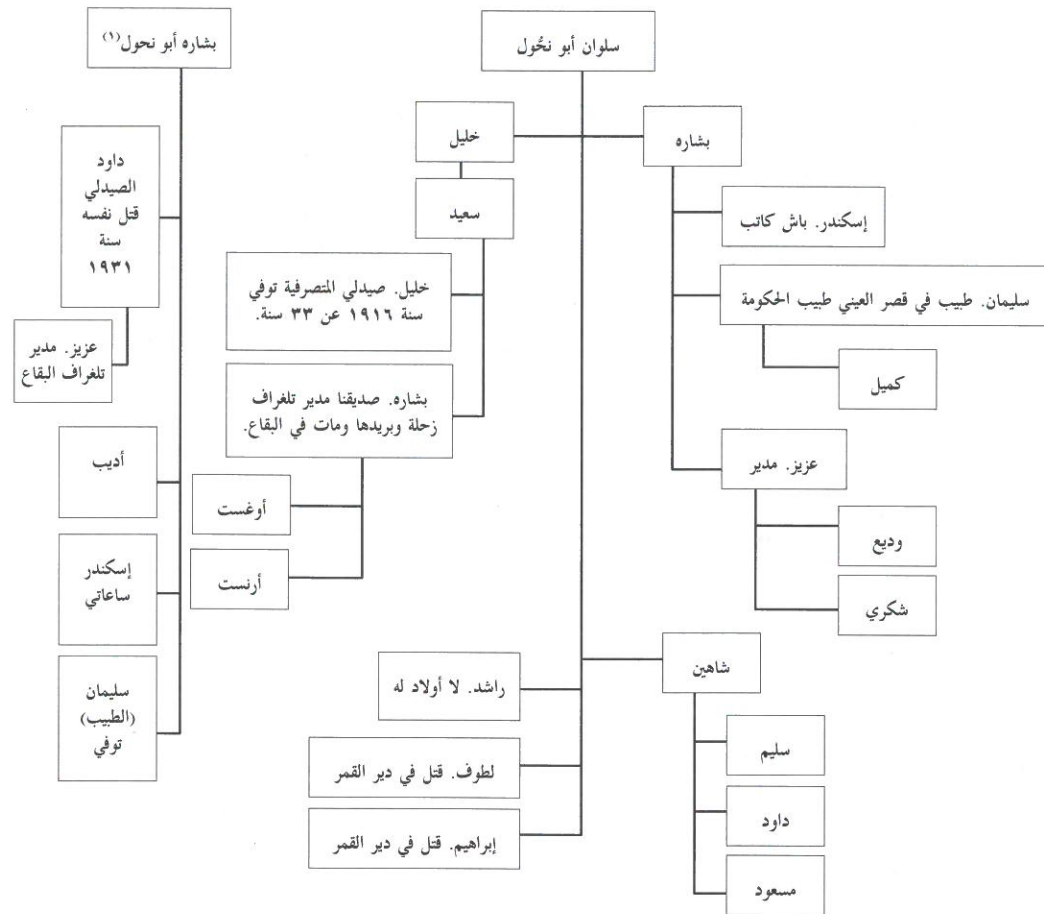 سلوان أبو نحُّول
بشاره
إسكندر. باش كاتب
سليمان. طبيب في قصر العيني طبيب الحكومة
كميل
عزيز. مدير
وديع
شكري
خليل
سعيد
خليل. صيدلي المتصرفية توفي
سنة ١٩١٦ عن ٣٣ سنة.
بشاره. صديقنا مدير تلغراف
زحلة وبريدها ومات في البقاع.
أوغست
أرنست
شاهين
سليم
داود
مسعود
راشد. لا أولاد له
لطوف. قتل في دير القمر
إبراهيم. قتل في دير القمر
بشاره أبو نحول(١)
داود
الصيدلي
قتل نفسه
سنة
١٩٣١
عزيز. مدير
تلغراف البقاع
أديب
إسكندر
ساعاتي
سليمان
(الطبيب)
توفي